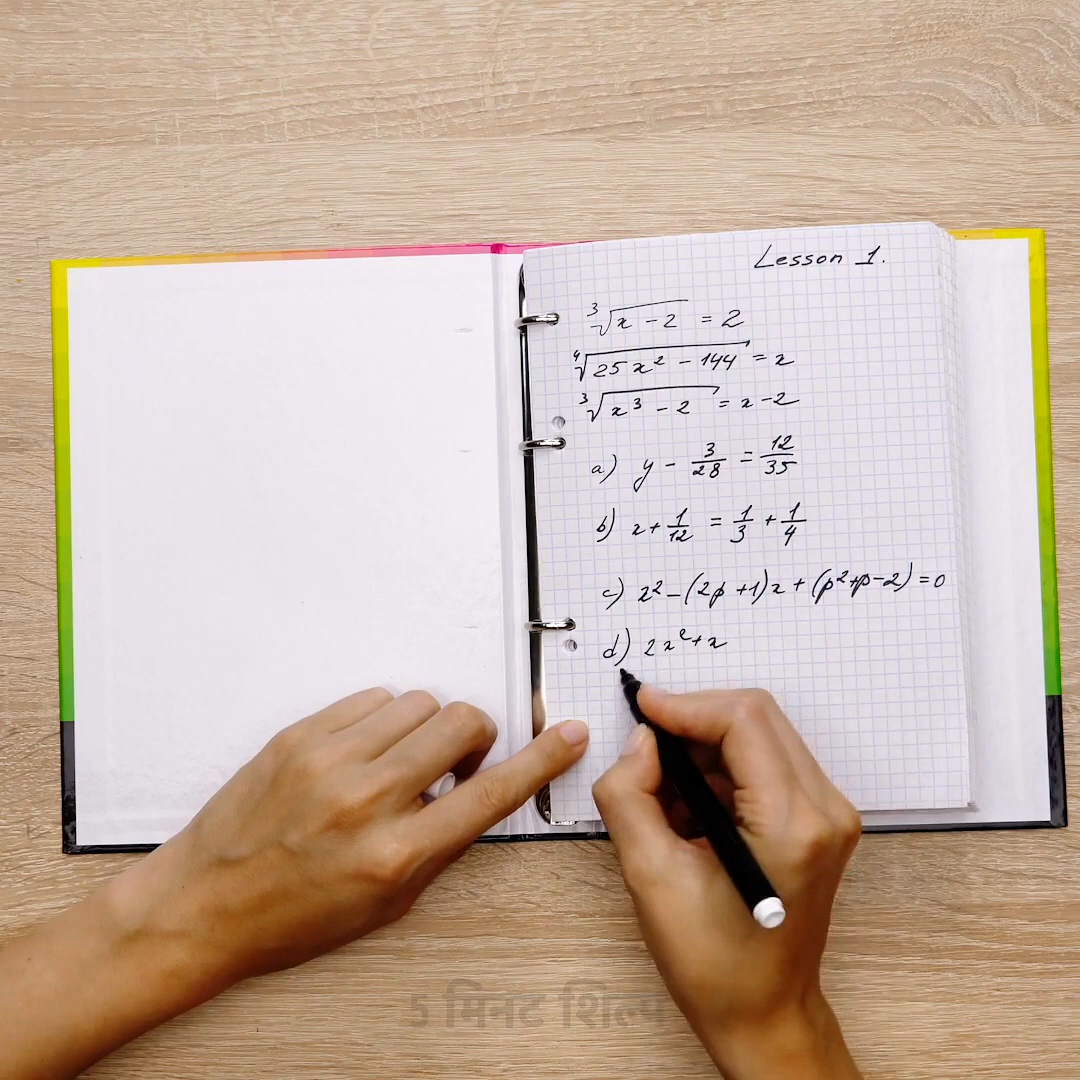 Lesson 1.
∛(x - 2) = 2
∜(25x² - 144) = x
∛(x³ - 2) = x - 2
a) y - 3/28 = 12/35
b) x + 1/12 = 1/3 + 1/4
c) x² - (2p + 1)x + (p² + p - 2) = 0
d) 2x² + x
5 मिनट शिल्प